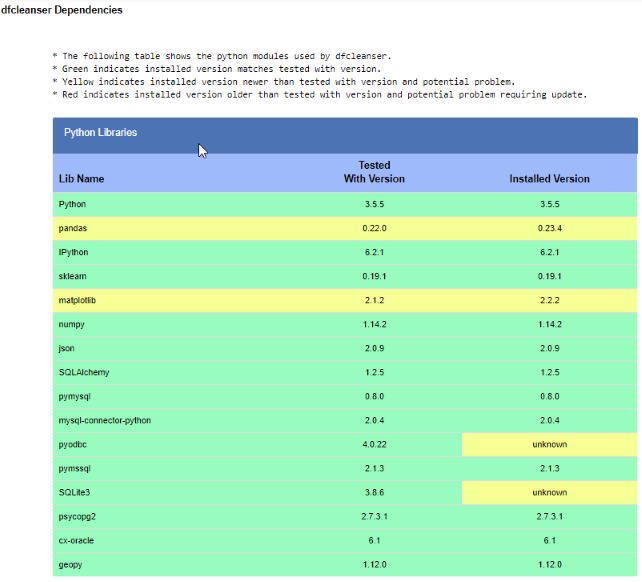 dfcleanser Dependencies
* The following table shows the python modules used by dfcleanser.
* Green indicates installed version matches tested with version.
* Yellow indicates installed version newer than tested with version and potential problem.
* Red indicates installed version older than tested with version and potential problem requiring update.
Python Libraries
Lib Name Tested With Version Installed Version
Python 3.5.5 3.5.5
pandas 0.22.0 0.23.4
IPython 6.2.1 6.2.1
sklearn 0.19.1 0.19.1
matplotlib 2.1.2 2.2.2
numpy 1.14.2 1.14.2
json 2.0.9 2.0.9
SQLAlchemy 1.2.5 1.2.5
pymysql 0.8.0 0.8.0
mysql-connector-python 2.0.4 2.0.4
pyodbc 4.0.22 unknown
pymssql 2.1.3 2.1.3
SQLite3 3.8.6 unknown
psycopg2 2.7.3.1 2.7.3.1
cx-oracle 6.1 6.1
geopy 1.12.0 1.12.0